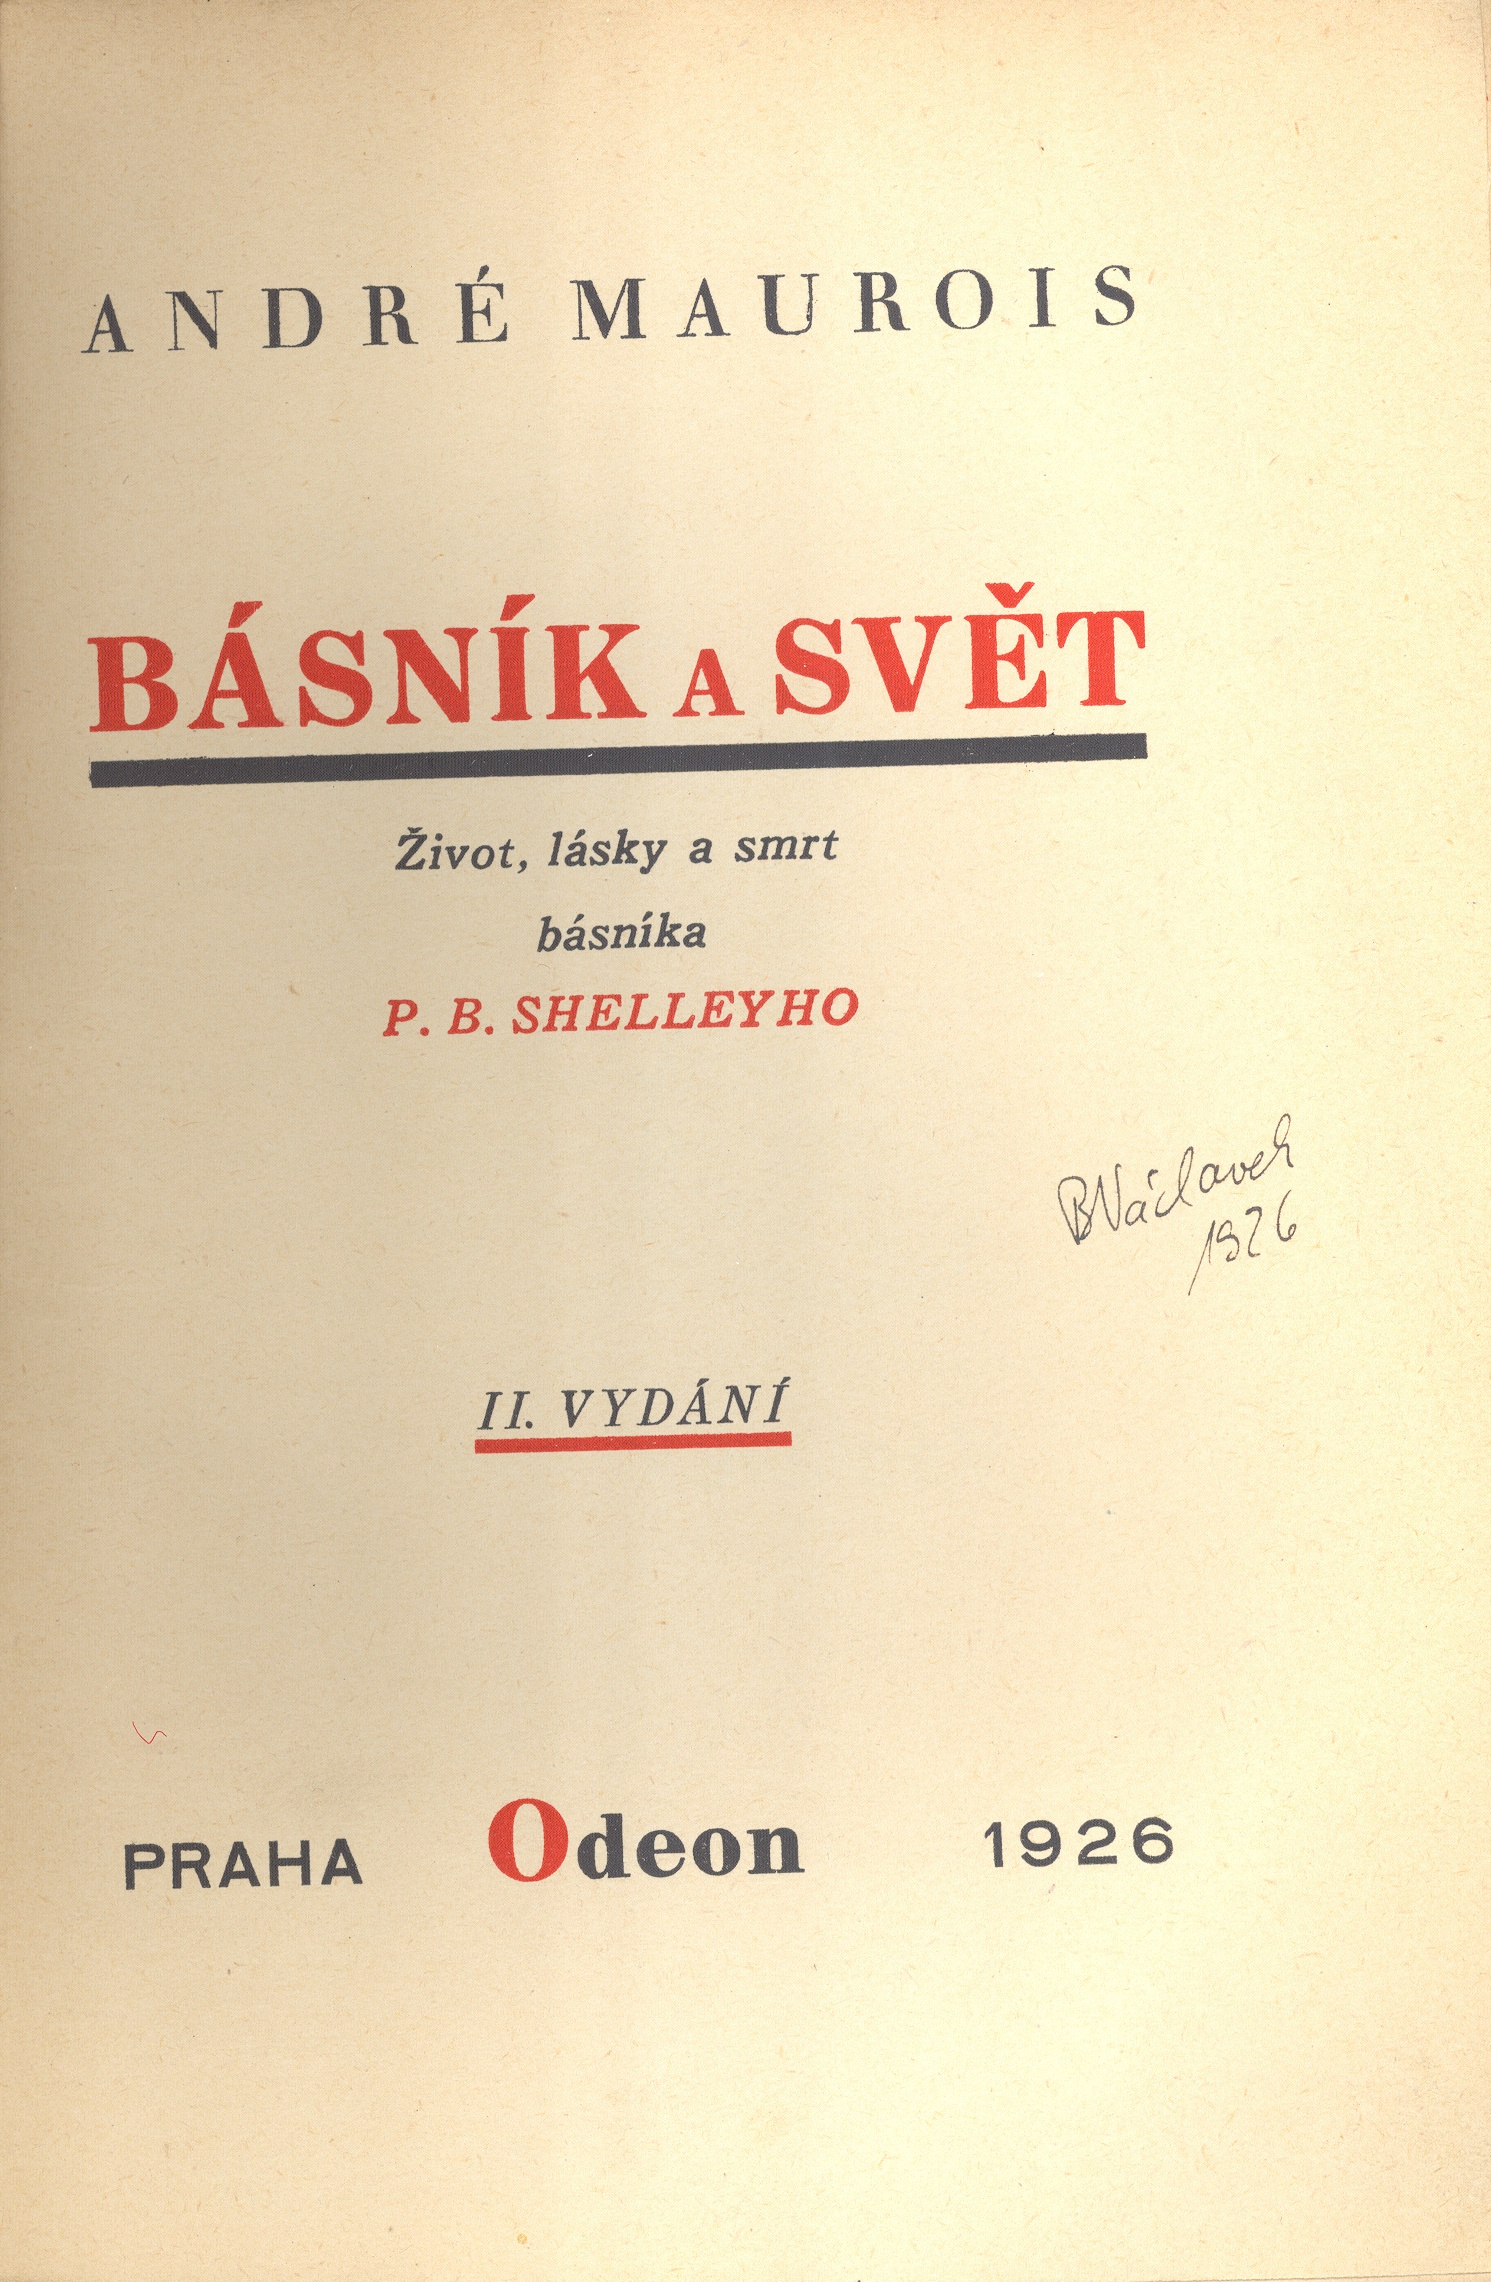 ANDRÉ MAUROIS
BÁSNÍK A SVĚT
Život, lásky a smrt
básníka
P. B. SHELLEYHO
BVáclavek
1926
II. VYDÁNÍ
PRAHA Odeon 1926